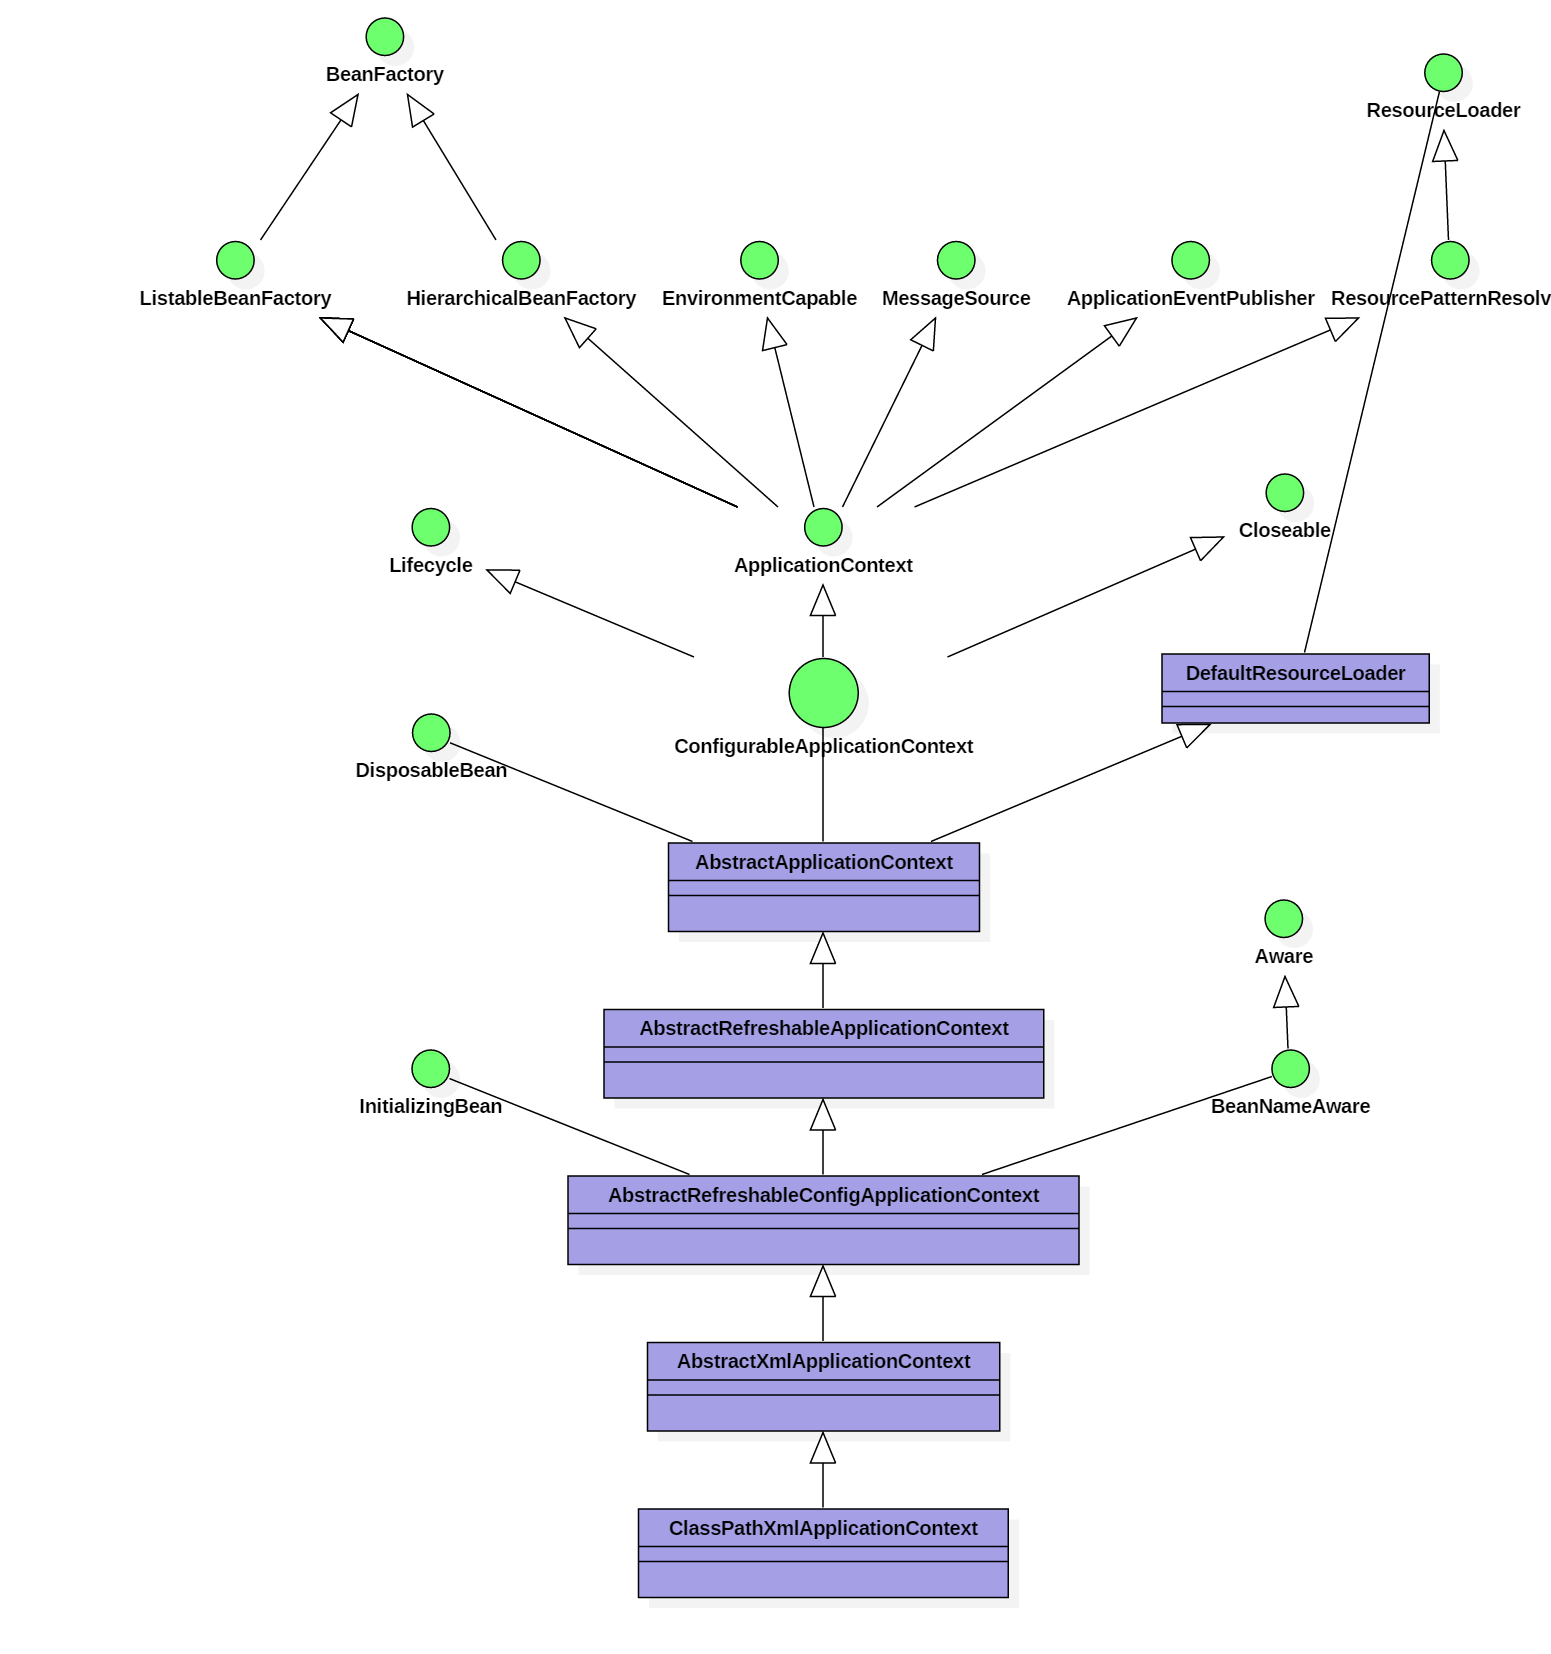 BeanFactory
ResourceLoader
ListableBeanFactory
HierarchicalBeanFactory
EnvironmentCapable
MessageSource
ApplicationEventPublisher
ResourcePatternResolv
Closeable
Lifecycle
ApplicationContext
DefaultResourceLoader
ConfigurableApplicationContext
DisposableBean
AbstractApplicationContext
Aware
AbstractRefreshableApplicationContext
InitializingBean
BeanNameAware
AbstractRefreshableConfigApplicationContext
AbstractXmlApplicationContext
ClassPathXmlApplicationContext